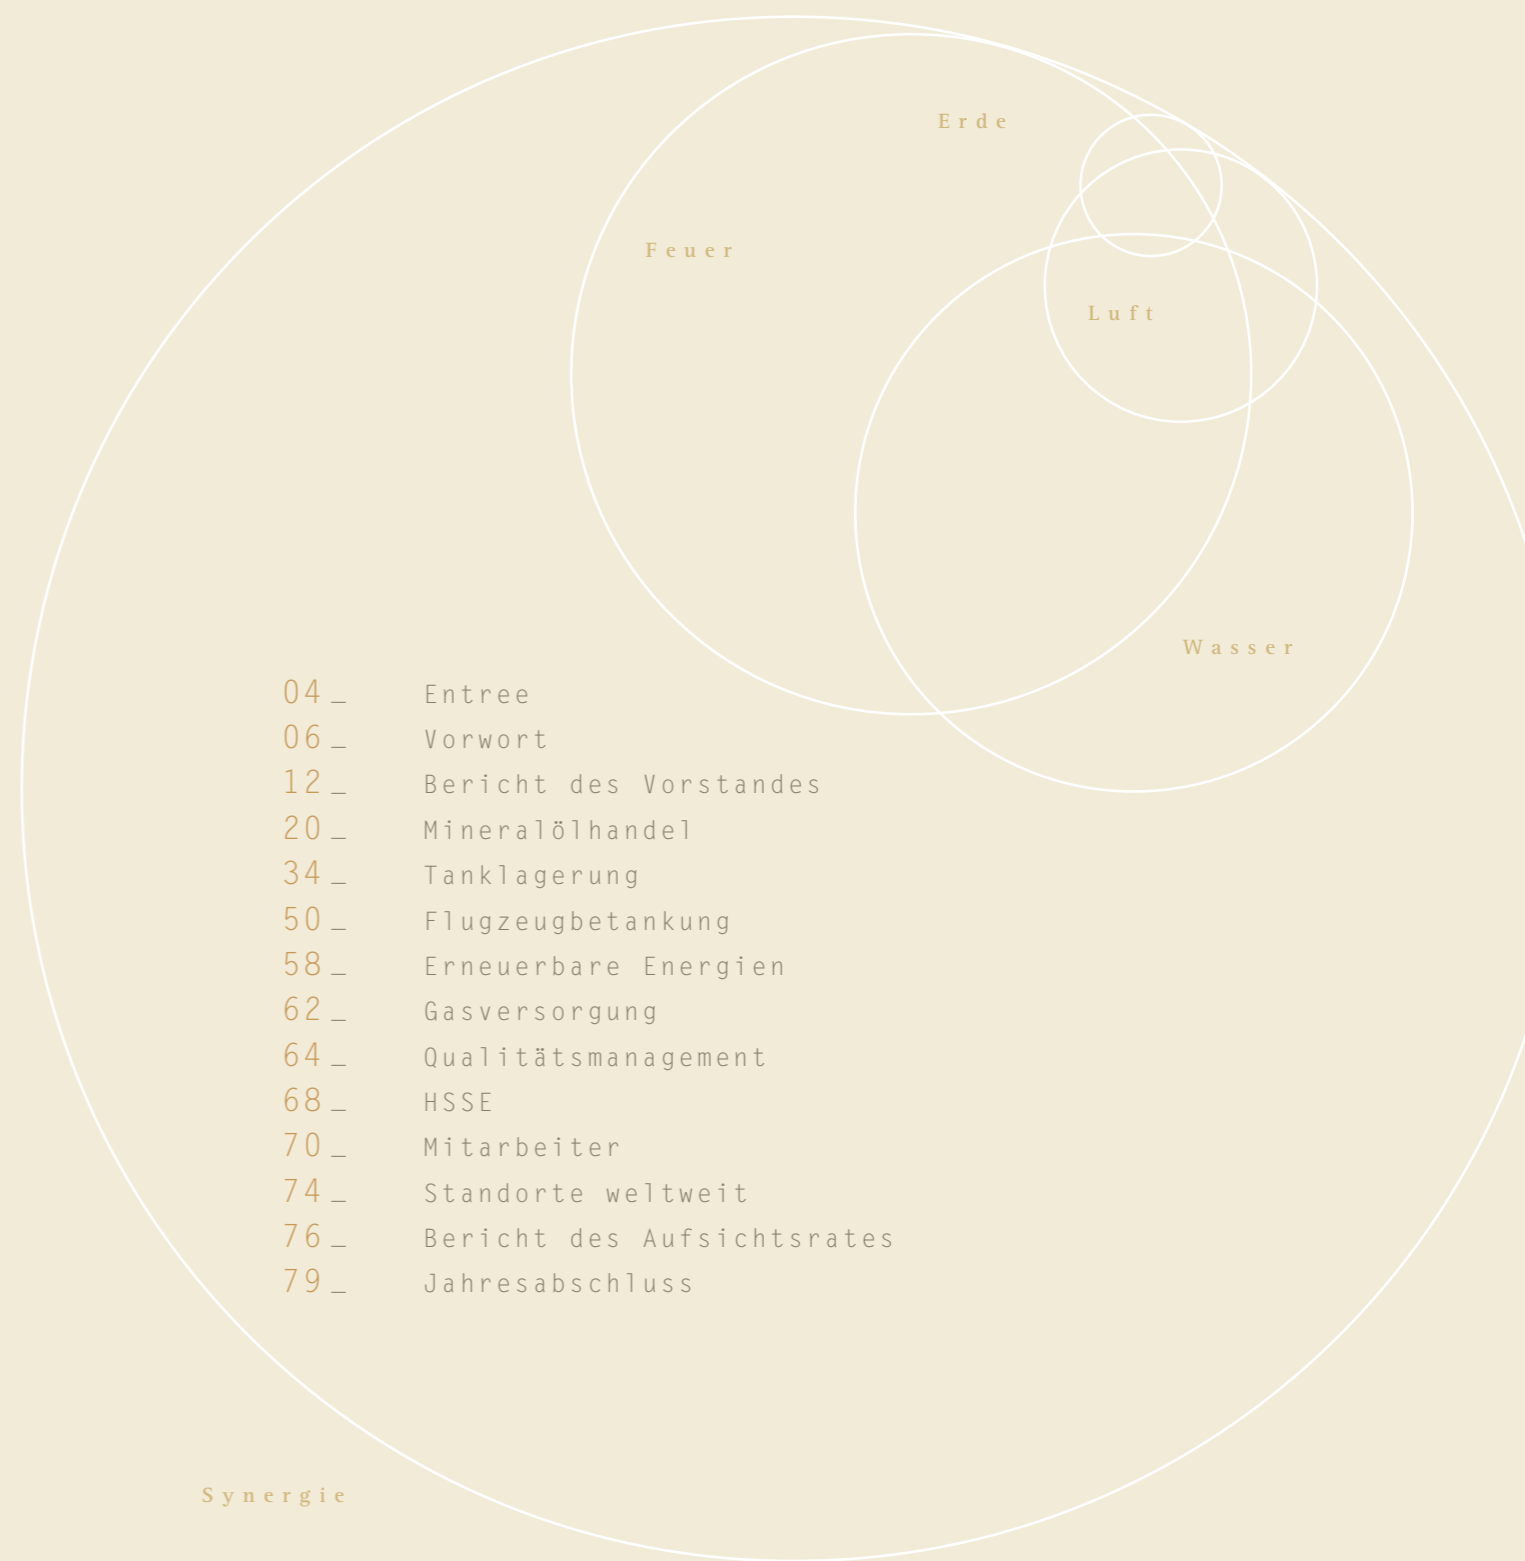 Erde
Feuer
Luft
Wasser
04_ Entree
06_ Vorwort
12_ Bericht des Vorstandes
20_ Mineralölhandel
34_ Tanklagerung
50_ Flugzeugbetankung
58_ Erneuerbare Energien
62_ Gasversorgung
64_ Qualitätsmanagement
68_ HSSE
70_ Mitarbeiter
74_ Standorte weltweit
76_ Bericht des Aufsichtsrates
79_ Jahresabschluss
Synergie